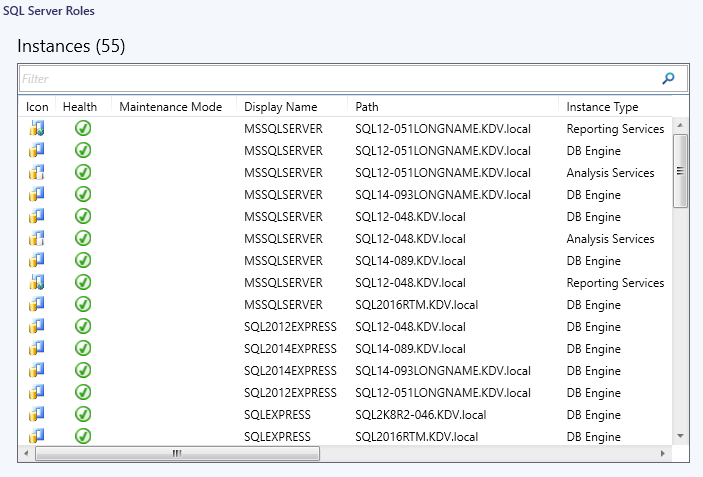 SQL Server Roles
Instances (55)
Filter
Icon Health Maintenance Mode Display Name Path Instance Type
MSSQLSERVER SQL12-051LONGNAME.KDV.local Reporting Services
MSSQLSERVER SQL12-051LONGNAME.KDV.local DB Engine
MSSQLSERVER SQL12-051LONGNAME.KDV.local Analysis Services
MSSQLSERVER SQL14-093LONGNAME.KDV.local DB Engine
MSSQLSERVER SQL12-048.KDV.local DB Engine
MSSQLSERVER SQL12-048.KDV.local Analysis Services
MSSQLSERVER SQL14-089.KDV.local DB Engine
MSSQLSERVER SQL12-048.KDV.local Reporting Services
MSSQLSERVER SQL2016RTM.KDV.local DB Engine
SQL2012EXPRESS SQL12-048.KDV.local DB Engine
SQL2014EXPRESS SQL14-089.KDV.local DB Engine
SQL2014EXPRESS SQL14-093LONGNAME.KDV.local DB Engine
SQL2012EXPRESS SQL12-051LONGNAME.KDV.local DB Engine
SQLEXPRESS SQL2K8R2-046.KDV.local DB Engine
SQLEXPRESS SQL2016RTM.KDV.local DB Engine